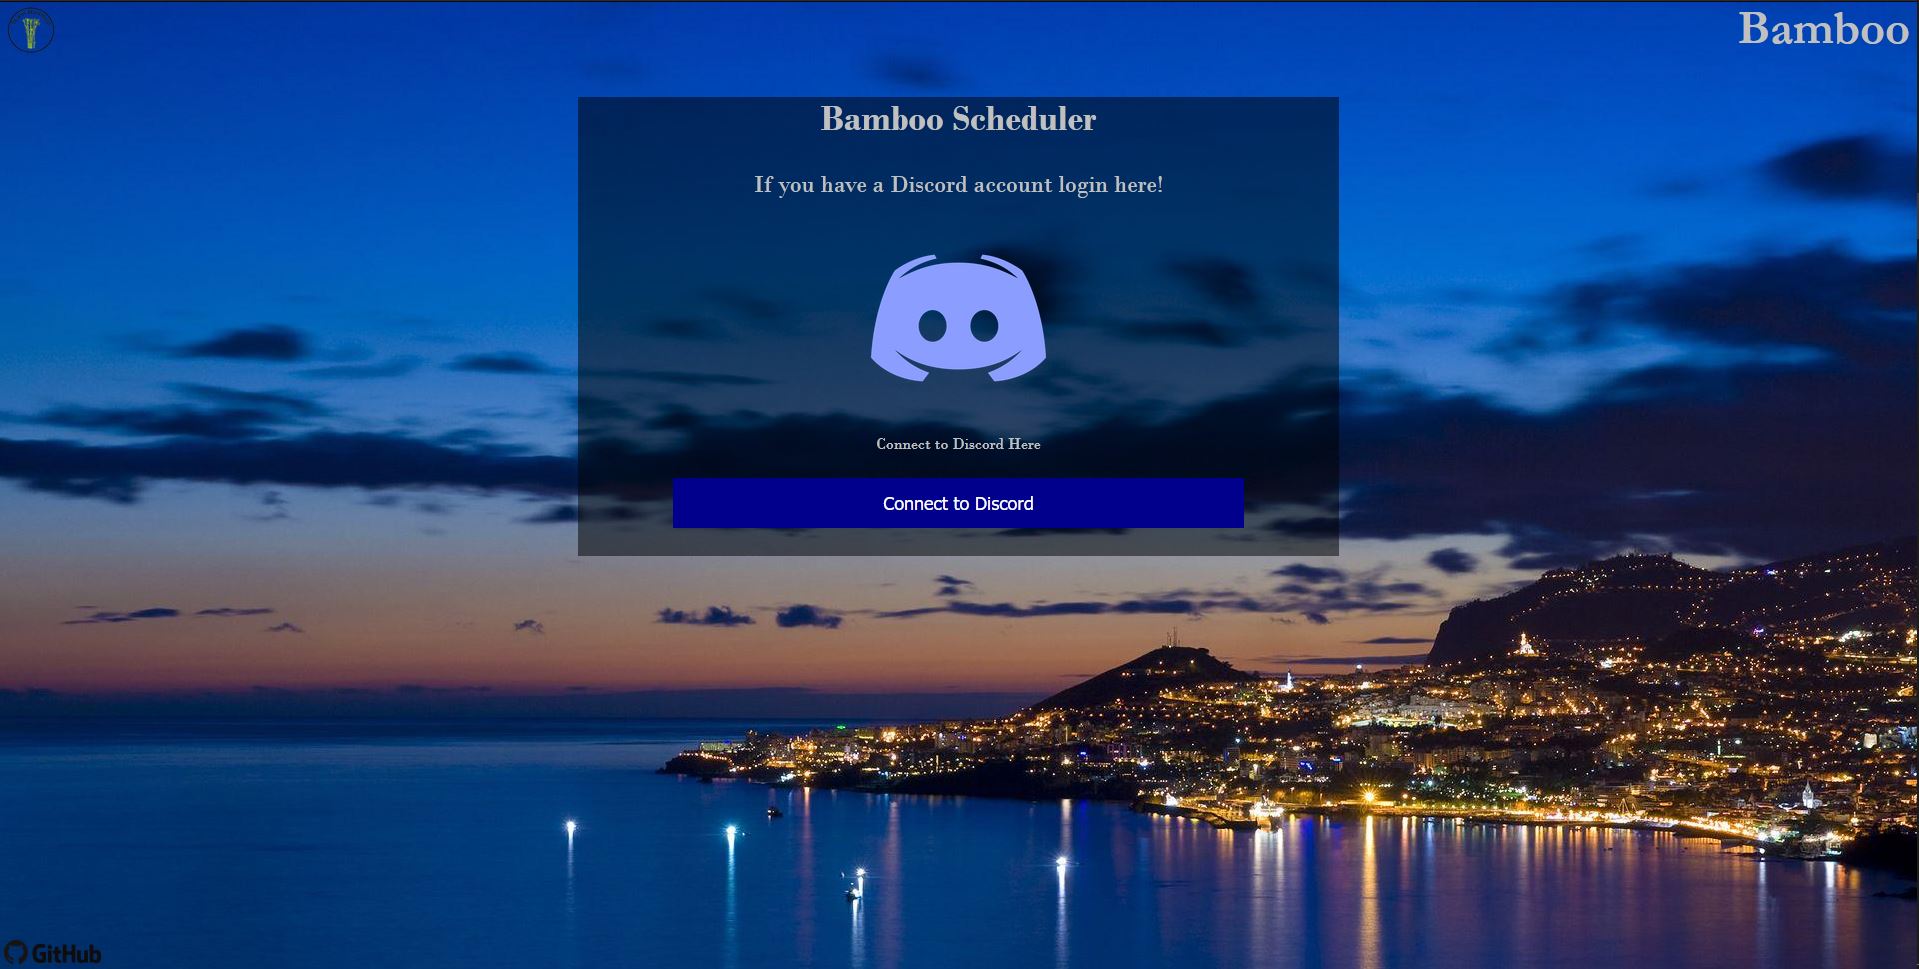 Bamboo
Bamboo Scheduler
If you have a Discord account login here!
Connect to Discord Here
Connect to Discord
GitHub